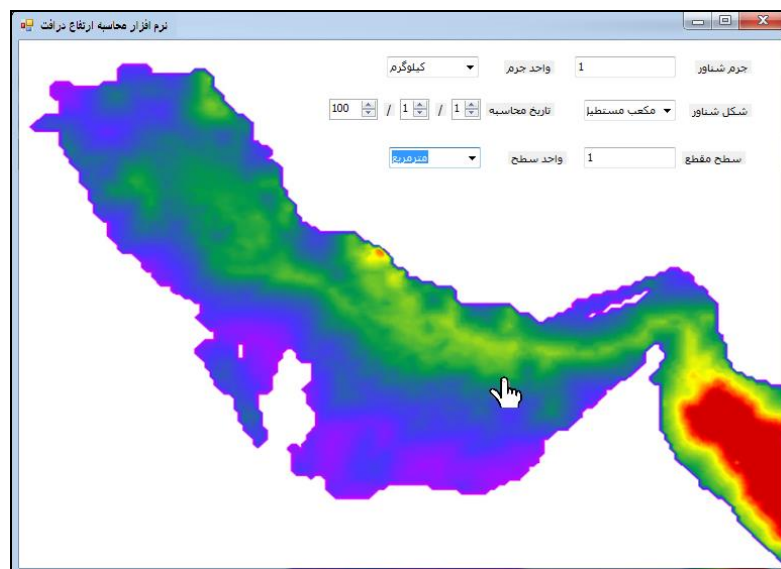 نرم افزار محاسبه ارتفاع درافت
جرم شناور 1 واحد جرم کیلوگرم
شکل شناور مکعب مستطیل تاریخ محاسبه 1 / 1 / 100
سطح مقطع 1 واحد سطح مترمربع